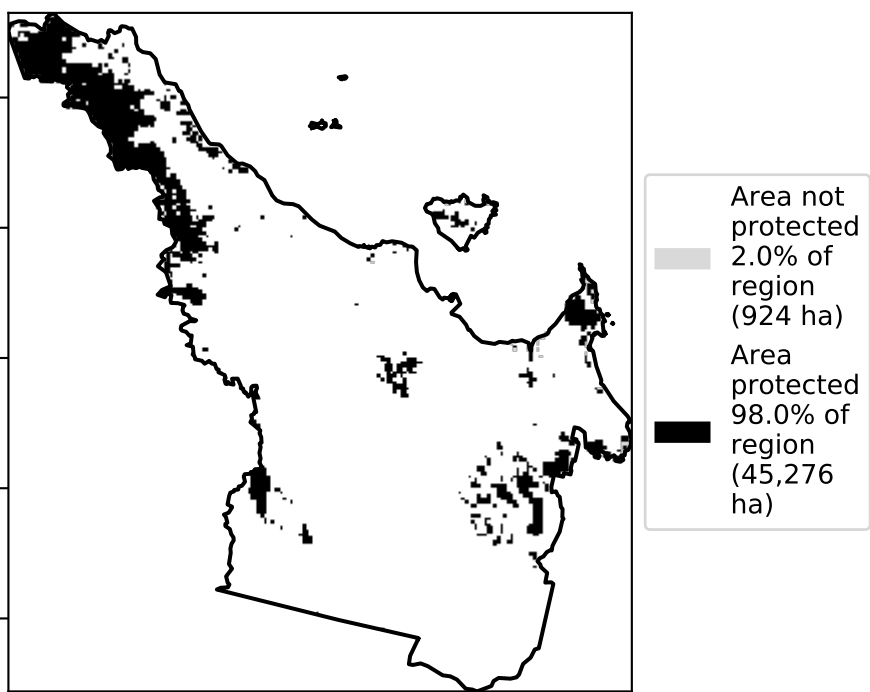 Area not
protected
2.0% of
region
(924 ha)
Area
protected
98.0% of
region
(45,276
ha)